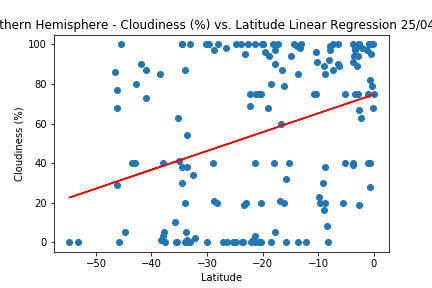 thern Hemisphere - Cloudiness (%) vs. Latitude Linear Regression 25/04
100
80
60
40
20
0
Cloudiness (%)
−50 −40 −30 −20 −10 0
Latitude